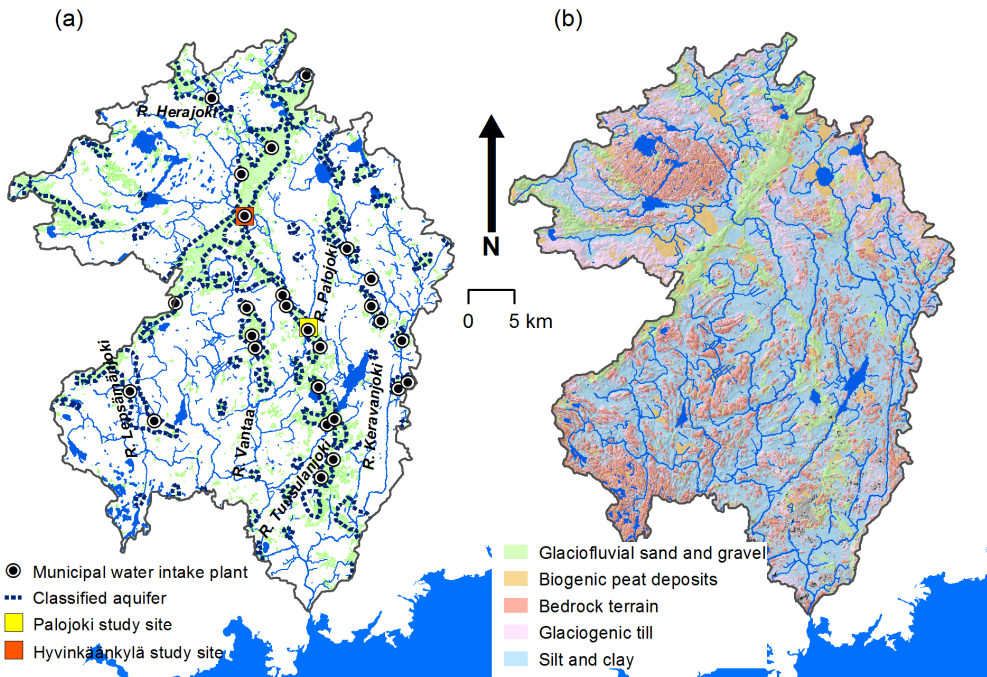 (a)
(b)
R. Herajoki
N
R. Palojoki
0 5 km
R. Lepsämänjoki
R. Vantaa
R. Keravanjoki
R. Tuusulanjoki
Municipal water intake plant
Classified aquifer
Palojoki study site
Hyvinkäänkylä study site
Glaciofluvial sand and gravel
Biogenic peat deposits
Bedrock terrain
Glaciogenic till
Silt and clay